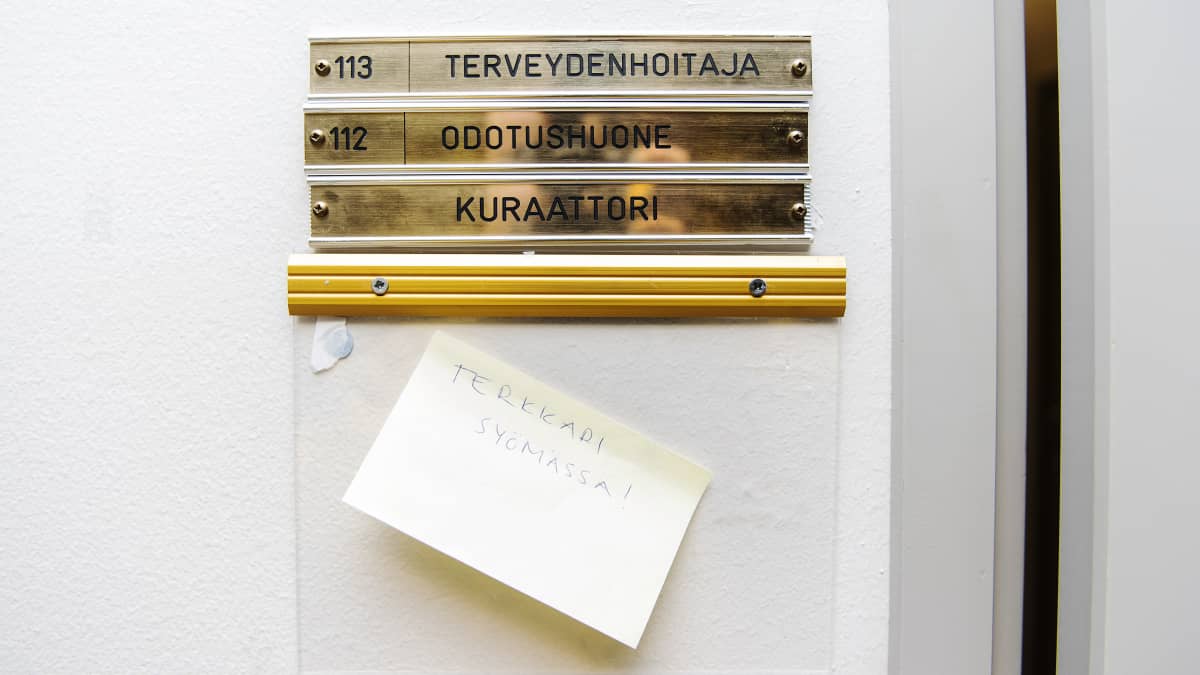 113 TERVEYDENHOITAJA
112 ODOTUSHUONE
KURAATTORI
TERKKARI
SYÖMÄSSÄ!